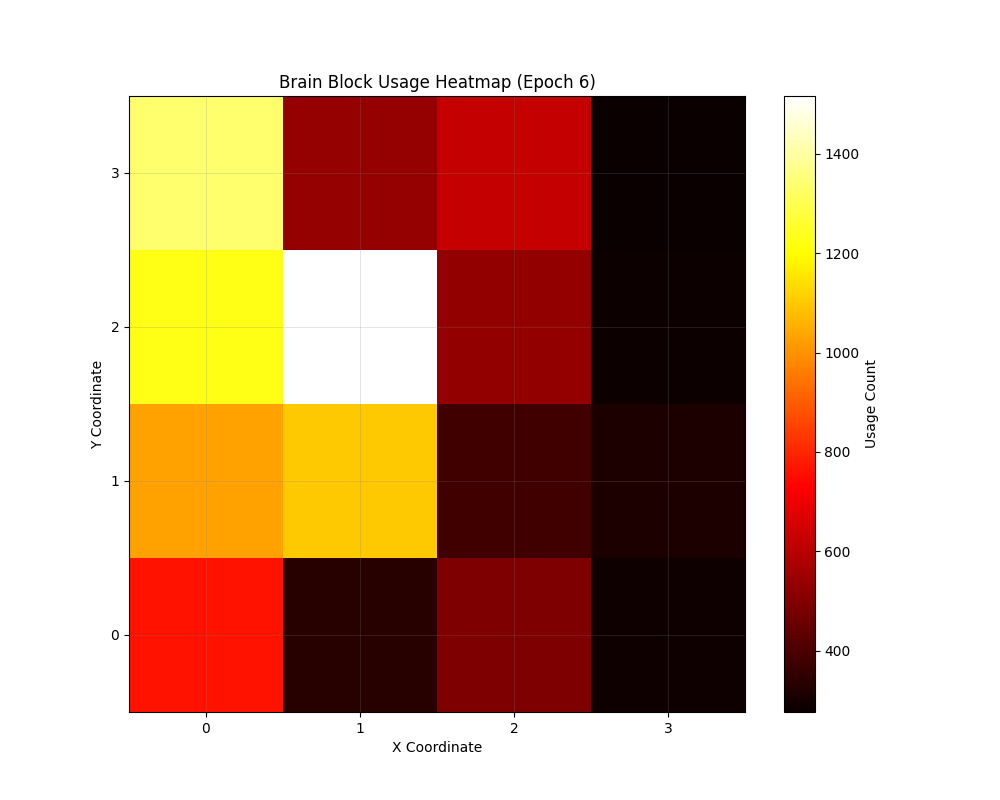 Brain Block Usage Heatmap (Epoch 6)
3
2
1
0
Y Coordinate
0 1 2 3
X Coordinate
1400
1200
1000
800
600
400
Usage Count